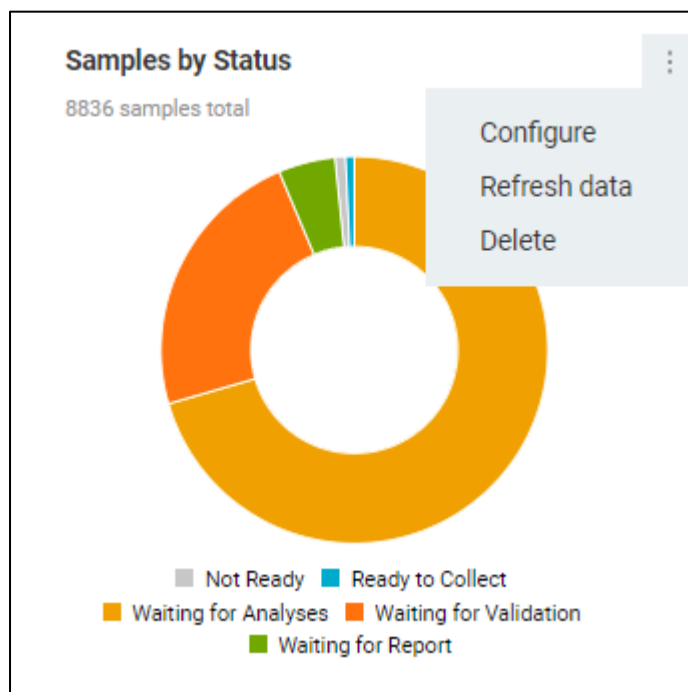 Samples by Status
8836 samples total
Configure
Refresh data
Delete
Not Ready Ready to Collect
Waiting for Analyses Waiting for Validation
Waiting for Report